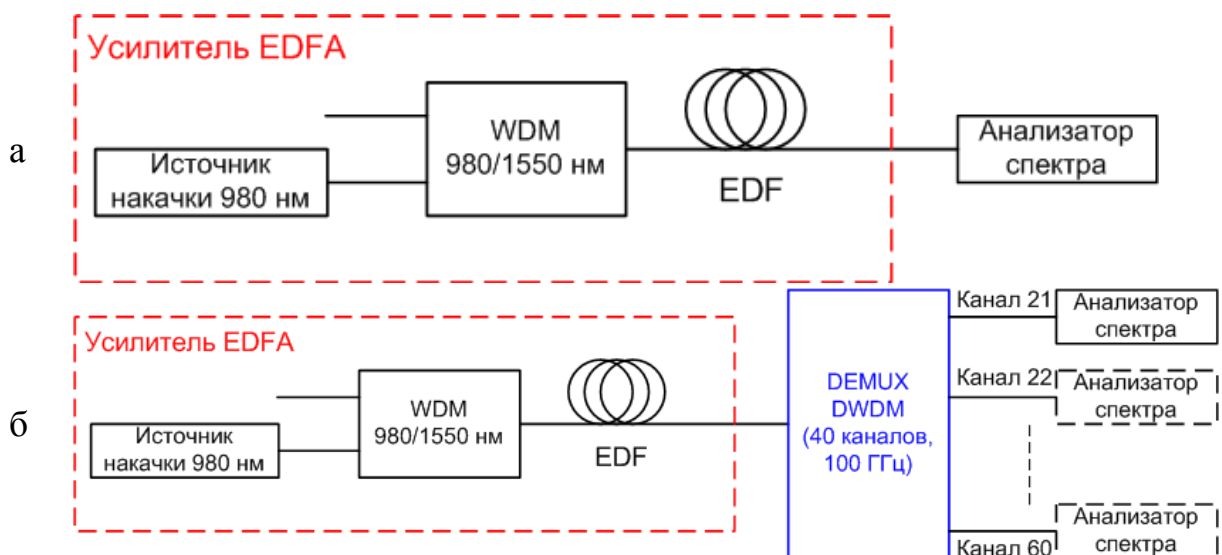 Усилитель EDFA
а
Источник
накачки 980 нм
WDM
980/1550 нм
EDF
Анализатор
спектра
б
Усилитель EDFA
Источник
накачки 980 нм
WDM
980/1550 нм
EDF
DEMUX
DWDM
(40 каналов,
100 ГГц)
Канал 21
Анализатор
спектра
Канал 22
Анализатор
спектра
Канал 60
Анализатор
спектра